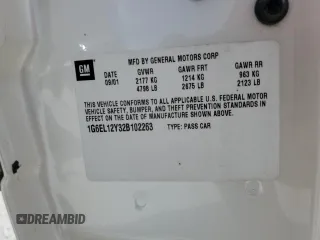 GM
MFD BY GENERAL MOTORS CORP
DATE GVWR GAWR FRT GAWR RR
09/01 2177 KG 1214 KG 963 KG
4798 LB 2675 LB 2123 LB
THIS VEHICLE CONFORMS TO ALL APPLICABLE U.S. FEDERAL MOTOR
VEHICLE SAFETY, BUMPER, AND THEFT PREVENTION STANDARDS IN
EFFECT ON THE DATE OF MANUFACTURE SHOWN ABOVE.
1G6EL12Y32B102263 TYPE: PASS CAR
DREAMBID